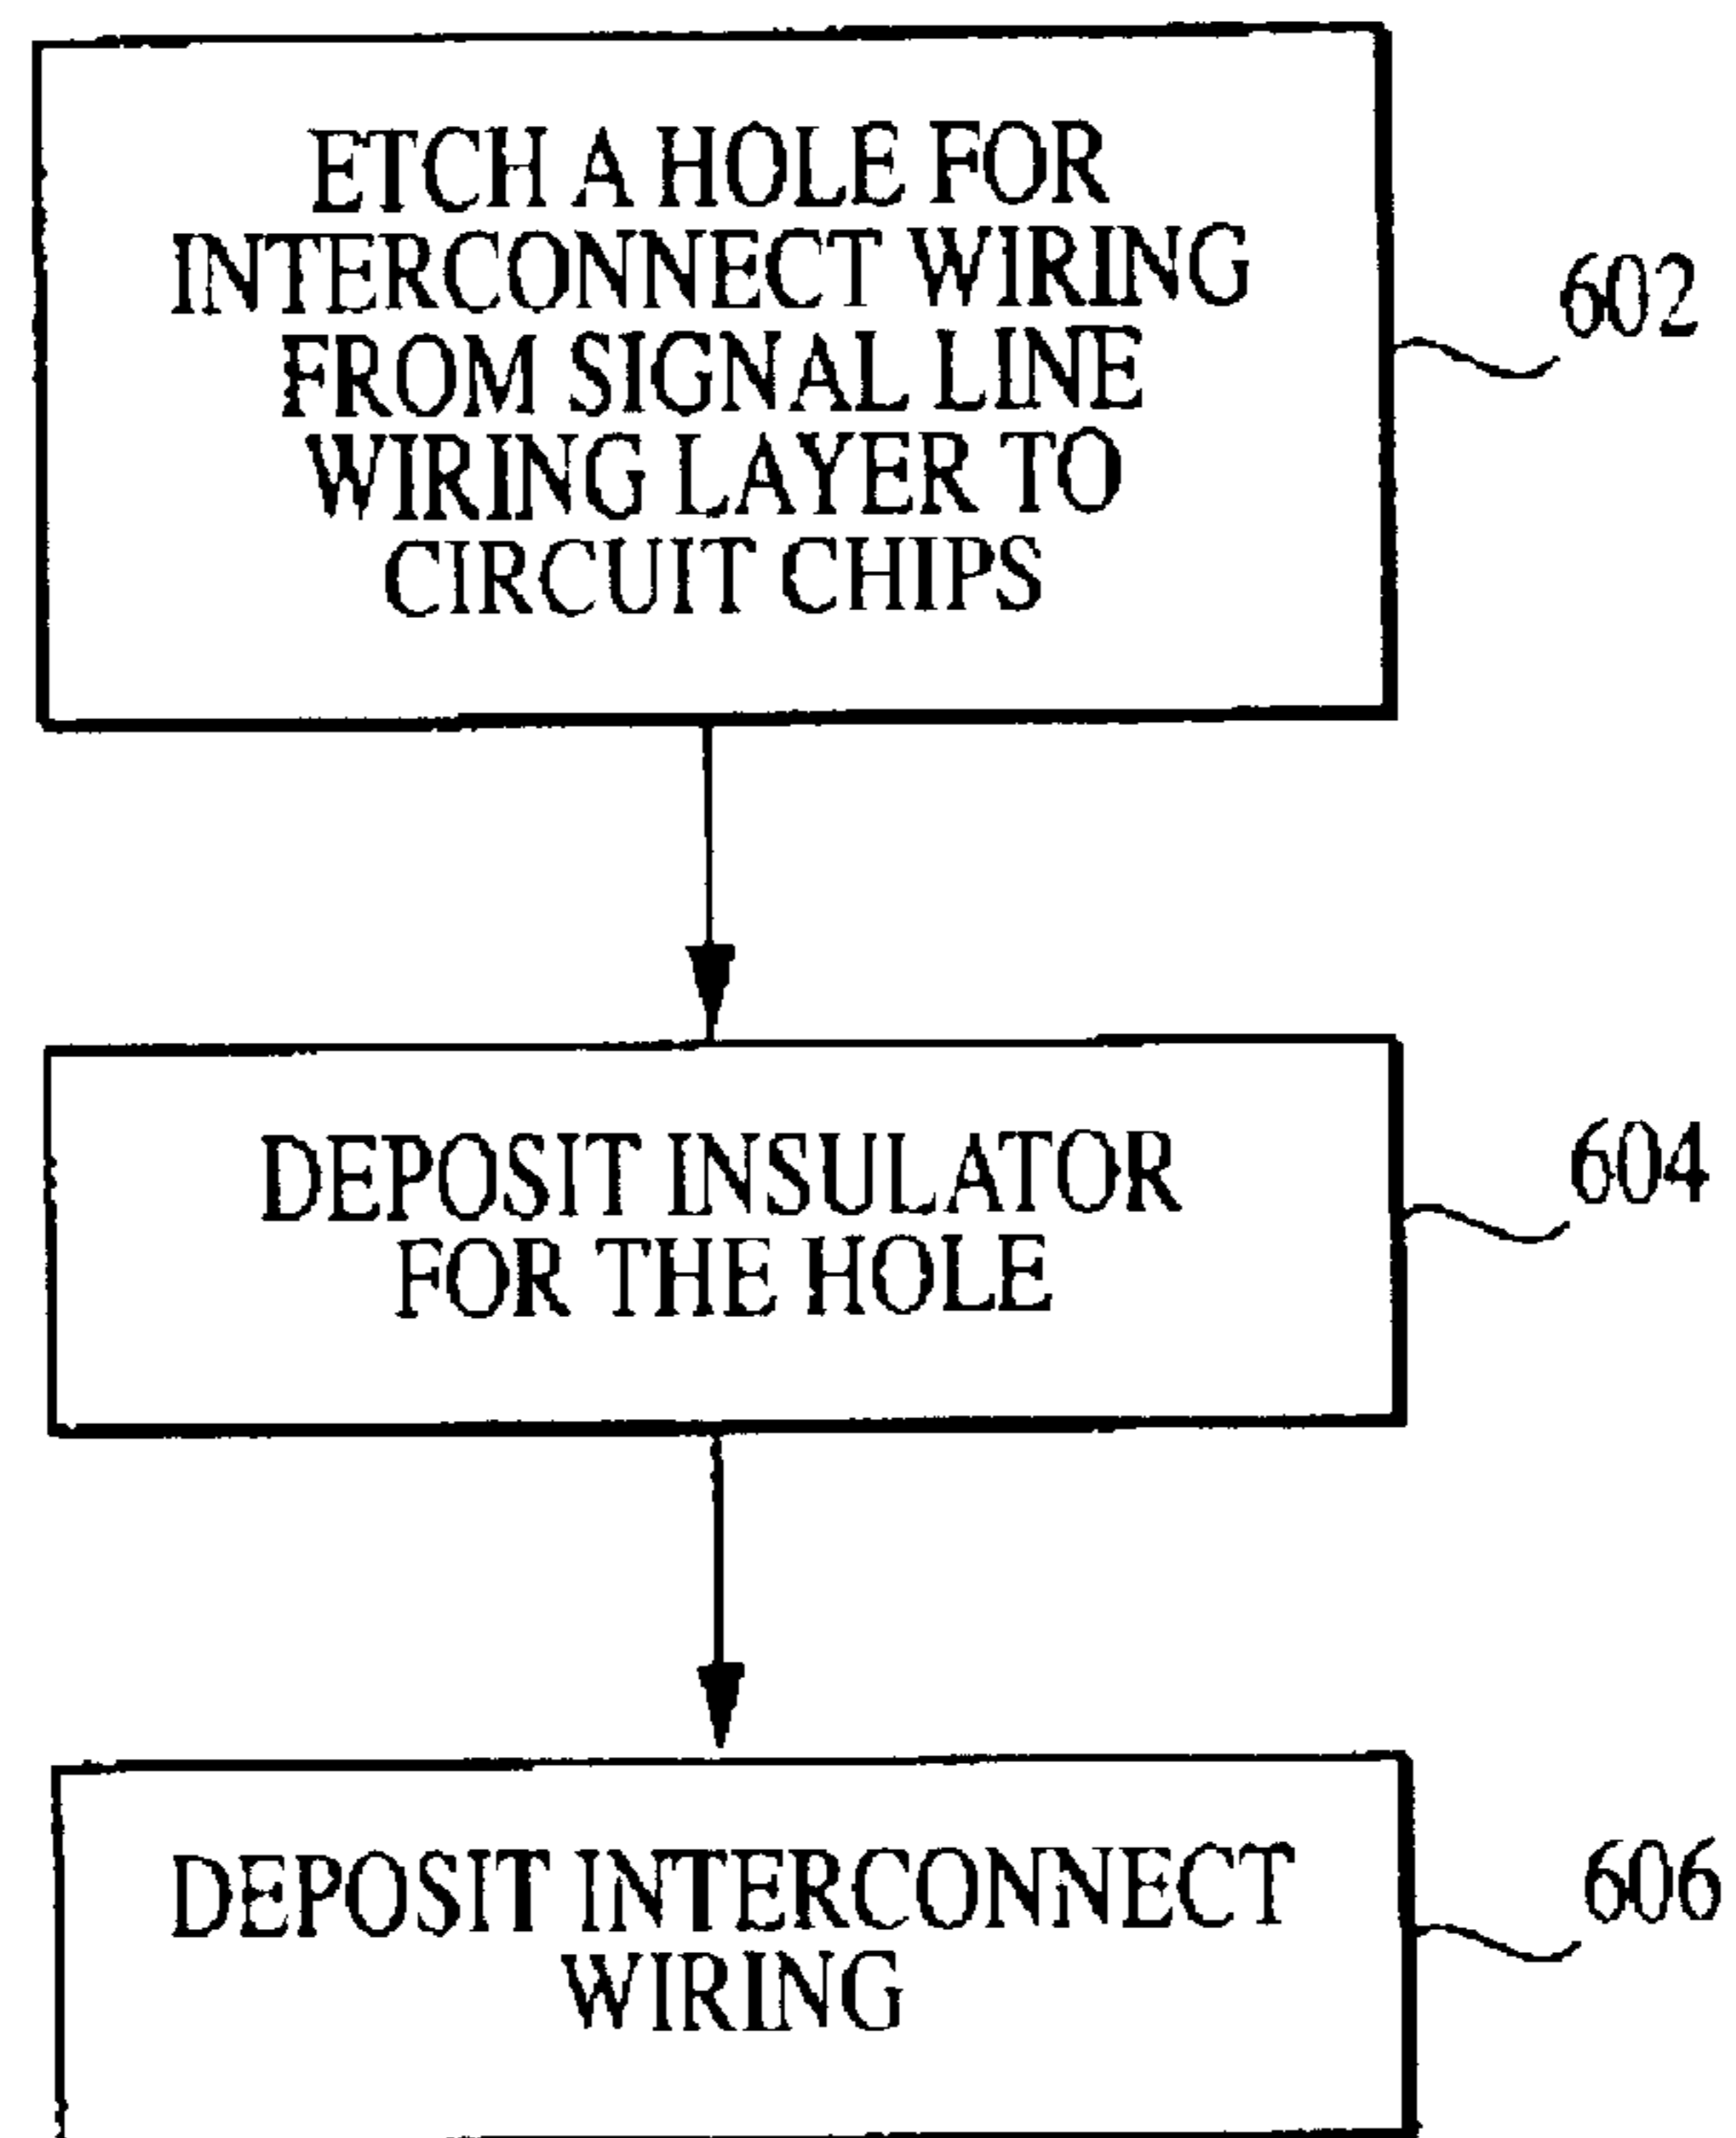 ETCH A HOLE FOR
INTERCONNECT WIRING
FROM SIGNAL LINE
WIRING LAYER TO
CIRCUIT CHIPS
602
DEPOSIT INSULATOR
FOR THE HOLE
604
DEPOSIT INTERCONNECT
WIRING
606